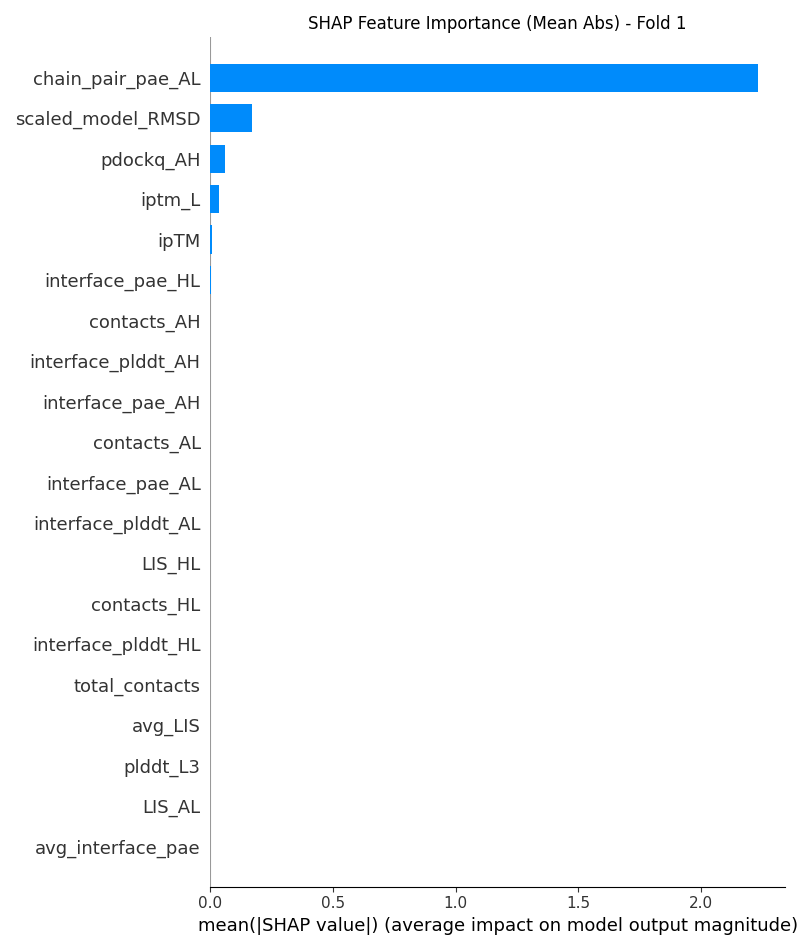 SHAP Feature Importance (Mean Abs) - Fold 1
chain_pair_pae_AL
scaled_model_RMSD
pdockq_AH
iptm_L
ipTM
interface_pae_HL
contacts_AH
interface_plddt_AH
interface_pae_AH
contacts_AL
interface_pae_AL
interface_plddt_AL
LIS_HL
contacts_HL
interface_plddt_HL
total_contacts
avg_LIS
plddt_L3
LIS_AL
avg_interface_pae
0.0 0.5 1.0 1.5 2.0
mean(|SHAP value|) (average impact on model output magnitude)